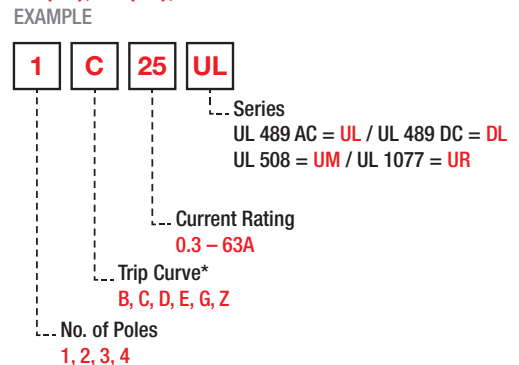 EXAMPLE
1 C 25 UL
Series
UL 489 AC = UL / UL 489 DC = DL
UL 508 = UM / UL 1077 = UR
Current Rating
0.3 – 63A
Trip Curve*
B, C, D, E, G, Z
No. of Poles
1, 2, 3, 4